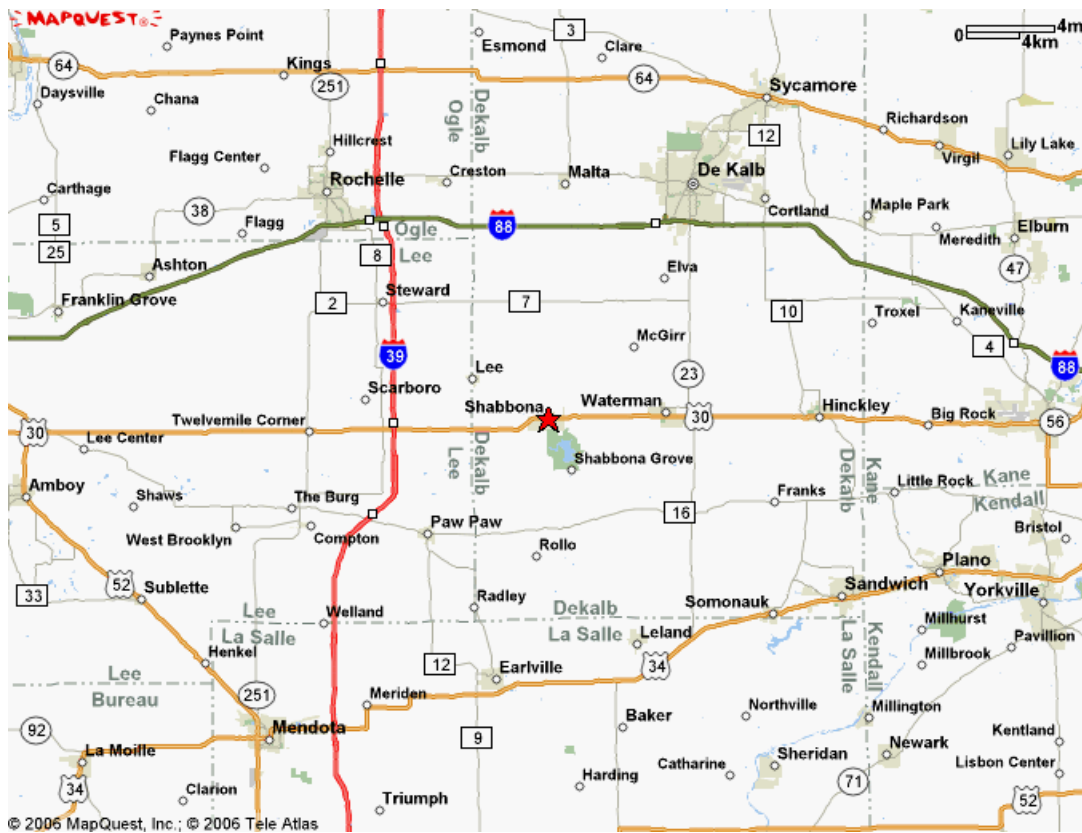 MAPQUEST®
Paynes Point
Esmond
3
Clare
0 4m
4km
64
Kings
64
Sycamore
Daysville
Chana
251
Ogle
Dekalb
12
Richardson
Hillcrest
Virgil
Lily Lake
Flagg Center
Creston
Malta
De Kalb
Carthage
Rochelle
Cortland
Maple Park
5
38
Flagg
88
Meredith
Elburn
25
Ogle
Lee
8
Ashton
Elva
47
Franklin Grove
2
Steward
7
10
Troxel
Kaneville
McGirr
4
39
Lee
23
88
Scarboro
Shabbona
Waterman
Hinckley
Twelvemile Corner
30
Big Rock
56
30
Lee Center
Lee
Dekalb
Shabbona Grove
Dekalb
Kane
Amboy
Shaws
The Burg
Franks
Little Rock
Kane
Kendall
West Brooklyn
Compton
Paw Paw
16
Bristol
Rollo
Plano
52
33
Sublette
Radley
Sandwich
Yorkville
Lee
La Salle
Welland
Dekalb
La Salle
Somonauk
La Salle
Kendall
Millhurst
Pavillion
Henkel
Leland
Millbrook
Lee
Bureau
12
Earlville
34
251
Meriden
Northville
Millington
92
Mendota
Baker
Kentland
La Moille
9
Sheridan
Newark
Catharine
Lisbon Center
34
Clarion
Harding
71
Triumph
52
© 2006 MapQuest, Inc.; © 2006 Tele Atlas